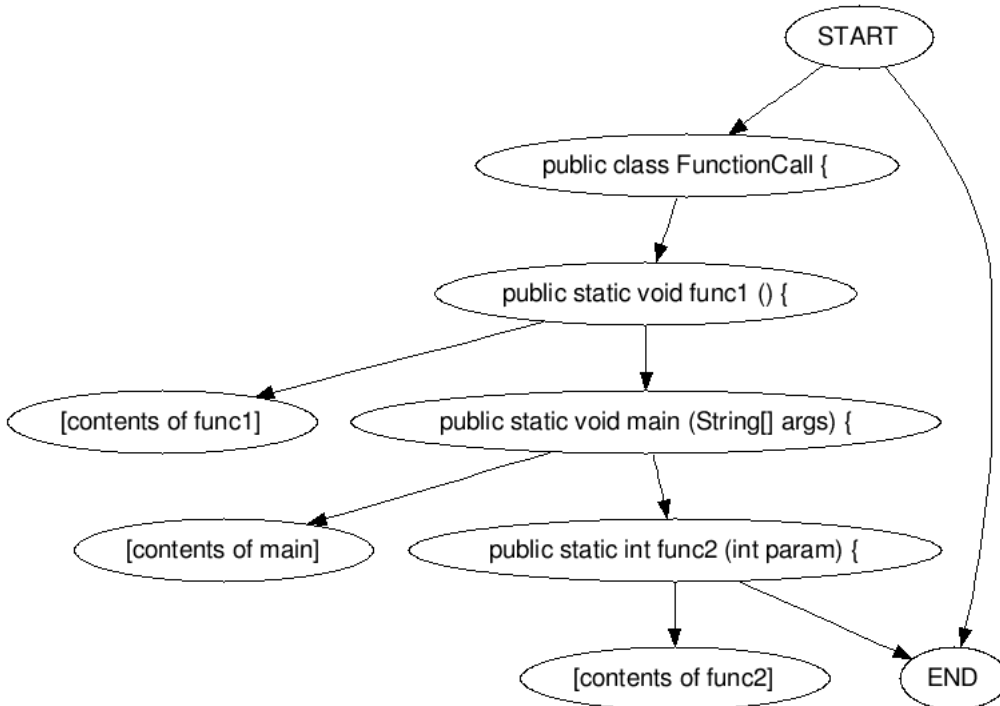 START
public class FunctionCall {
public static void func1 () {
[contents of func1]
public static void main (String[] args) {
[contents of main]
public static int func2 (int param) {
[contents of func2]
END